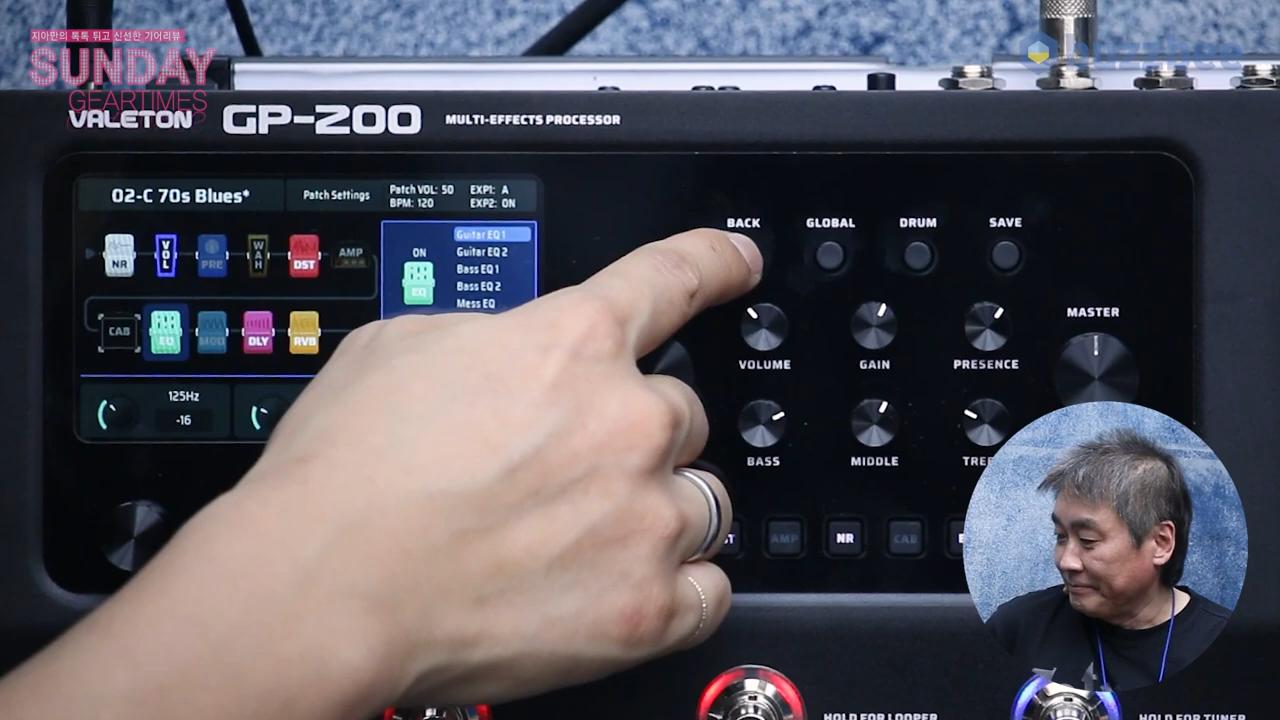 지아만의 톡톡 튀고 신선한 기어리뷰
SUNDAY
GEARTIMES
VALETON GP-200 MULTI-EFFECTS PROCESSOR
02-C 70s Blues*
Patch Settings
Patch VOL: 50 EXP1: A
BPM: 120 EXP2: ON
NR VOL PRE WAH DST AMP
CAB EQ MOD DLY RVB
ON
EQ
Guitar EQ 1
Guitar EQ 2
Bass EQ 1
Bass EQ 2
Mess EQ
125Hz
-16
BACK GLOBAL DRUM SAVE
VOLUME GAIN PRESENCE
MASTER
BASS MIDDLE
AMP NR CAB
HOLD FOR LOOPER
HOLD FOR TUNER